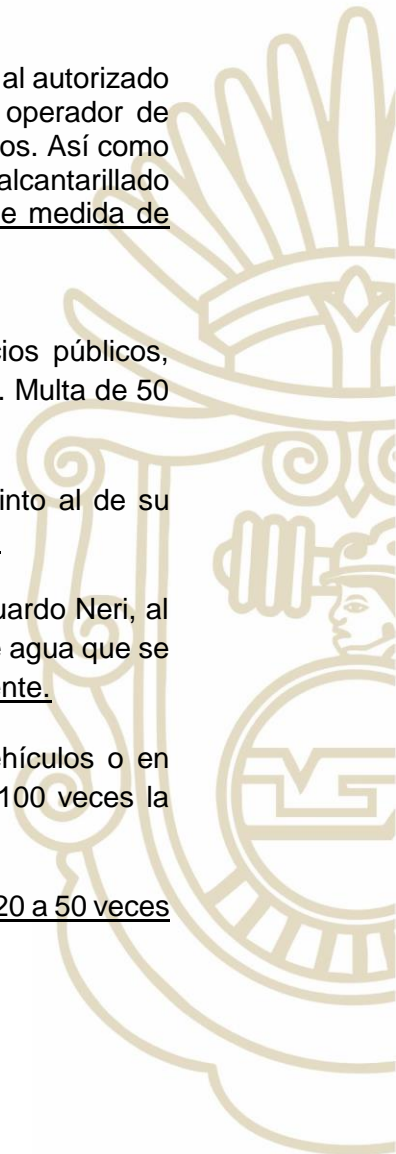 al autorizado
operador de
os. Así como
alcantarillado
e medida de
cios públicos,
. Multa de 50
into al de su
uardo Neri, al
e agua que se
ente.
ehículos o en
100 veces la
20 a 50 veces